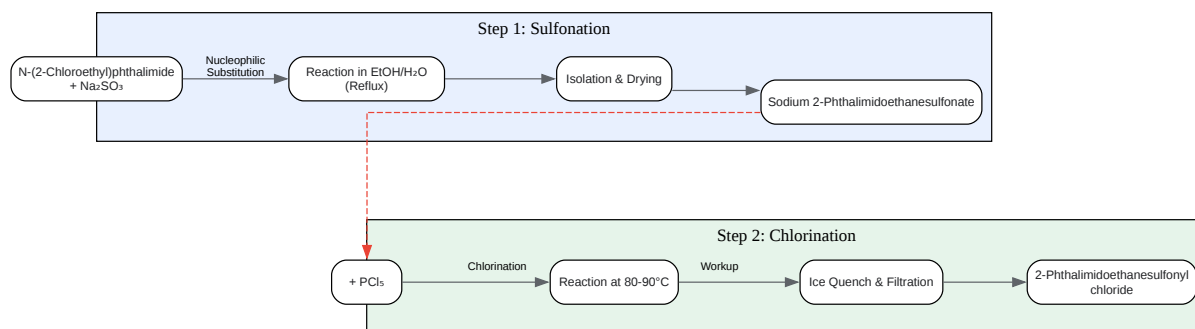 Step 1: Sulfonation
N-(2-Chloroethyl)phthalimide
+ Na₂SO₃
Nucleophilic
Substitution
Reaction in EtOH/H₂O
(Reflux)
Isolation & Drying
Sodium 2-Phthalimidoethanesulfonate
Step 2: Chlorination
+ PCl₅
Chlorination
Reaction at 80-90°C
Workup
Ice Quench & Filtration
2-Phthalimidoethanesulfonyl
chloride